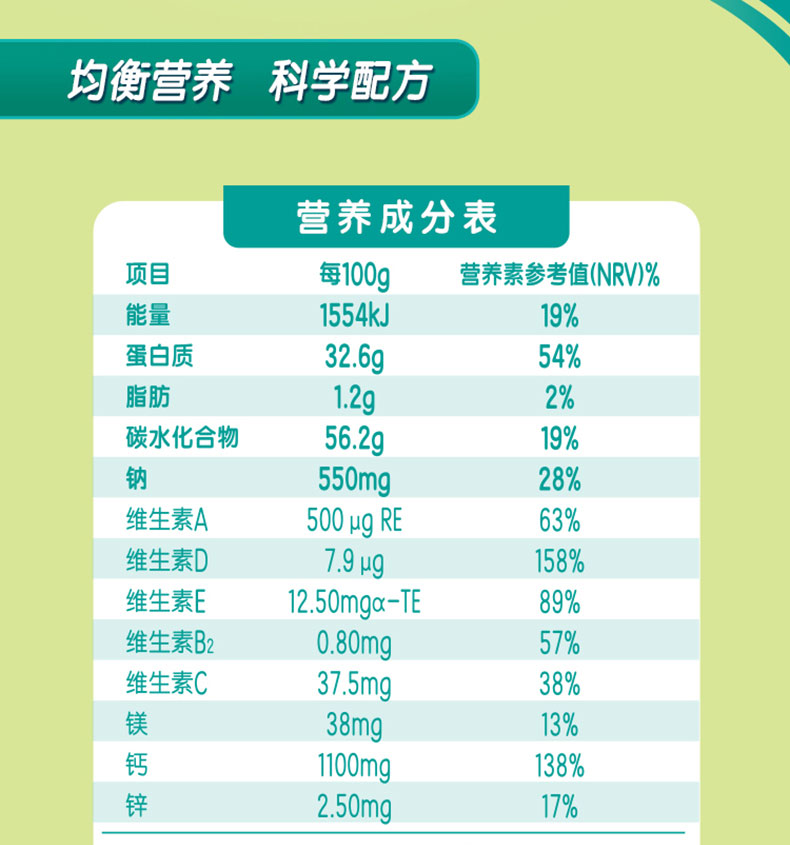 均衡营养 科学配方
营养成分表
项目 每100g 营养素参考值(NRV)%
能量 1554kJ 19%
蛋白质 32.6g 54%
脂肪 1.2g 2%
碳水化合物 56.2g 19%
钠 550mg 28%
维生素A 500 μg RE 63%
维生素D 7.9 μg 158%
维生素E 12.50mgα-TE 89%
维生素B₂ 0.80mg 57%
维生素C 37.5mg 38%
镁 38mg 13%
钙 1100mg 138%
锌 2.50mg 17%